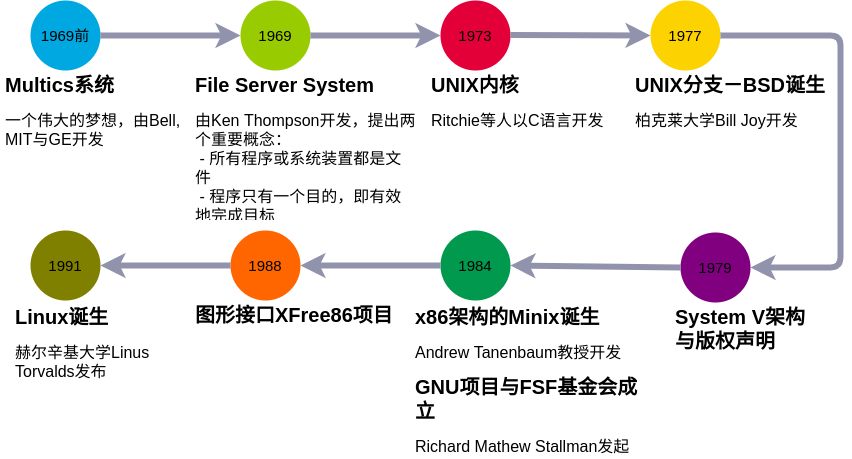 1969前
1969
1973
1977
Multics系统
一个伟大的梦想，由Bell,
MIT与GE开发
File Server System
由Ken Thompson开发，提出两
个重要概念：
- 所有程序或系统装置都是文
件
- 程序只有一个目的，即有效
地完成目标
UNIX内核
Ritchie等人以C语言开发
UNIX分支－BSD诞生
柏克莱大学Bill Joy开发
1991
1988
1984
1979
Linux诞生
赫尔辛基大学Linus
Torvalds发布
图形接口XFree86项目
x86架构的Minix诞生
Andrew Tanenbaum教授开发
GNU项目与FSF基金会成
立
Richard Mathew Stallman发起
System V架构
与版权声明